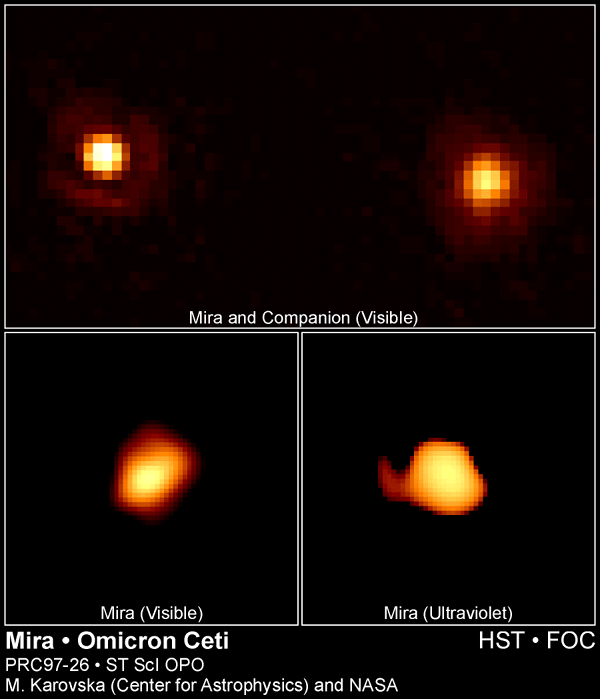 Mira and Companion (Visible)
Mira (Visible)
Mira (Ultraviolet)
Mira • Omicron Ceti
HST • FOC
PRC97-26 • ST ScI OPO
M. Karovska (Center for Astrophysics) and NASA